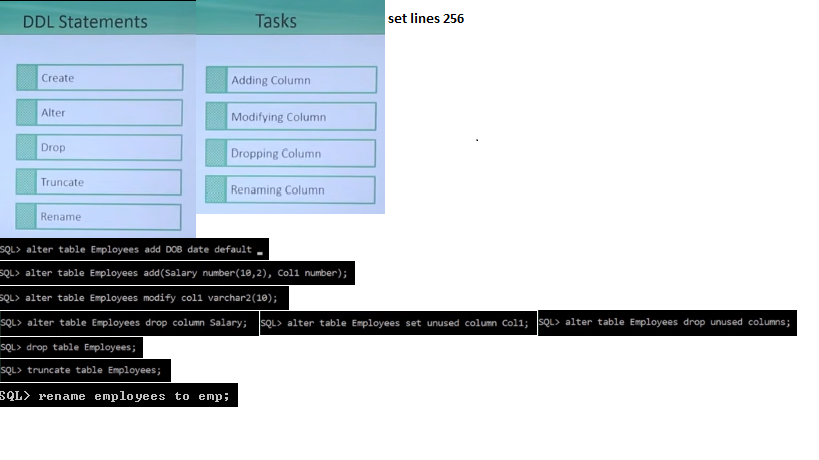 DDL Statements
Create
Alter
Drop
Truncate
Rename
Tasks
Adding Column
Modifying Column
Dropping Column
Renaming Column
set lines 256
SQL> alter table Employees add DOB date default _
SQL> alter table Employees add(Salary number(10,2), Col1 number);
SQL> alter table Employees modify col1 varchar2(10);
SQL> alter table Employees drop column Salary;
SQL> alter table Employees set unused column Col1;
SQL> alter table Employees drop unused columns;
SQL> drop table Employees;
SQL> truncate table Employees;
SQL> rename employees to emp;